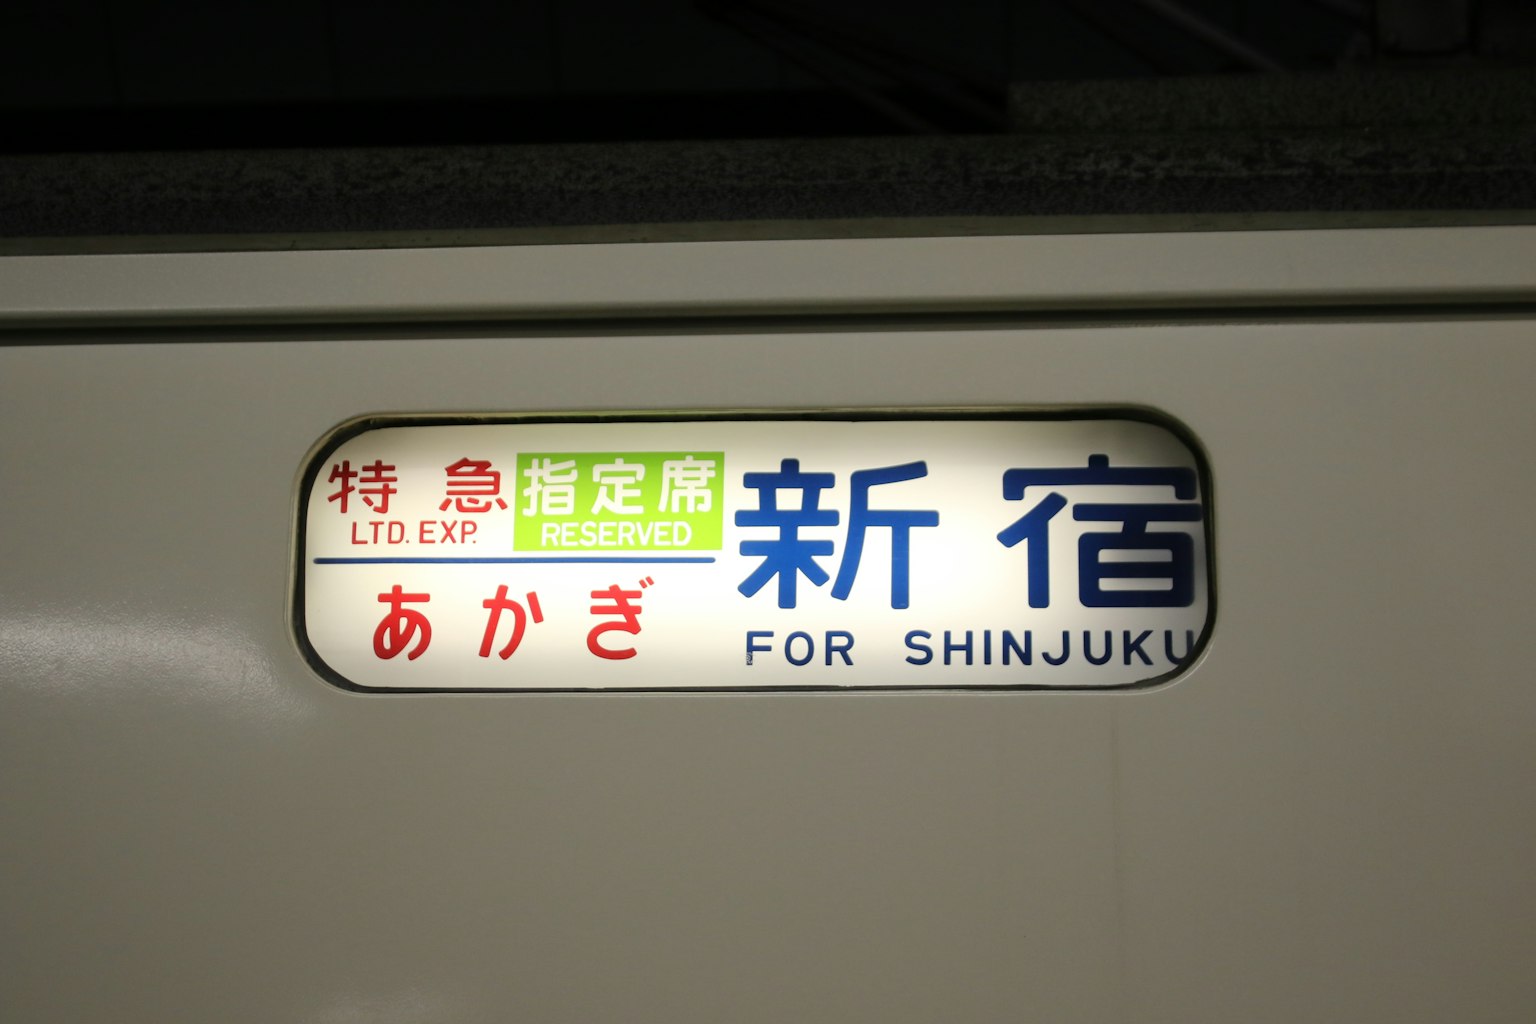 特急 指定席
LTD. EXP. RESERVED
あかぎ
新宿
FOR SHINJUKU